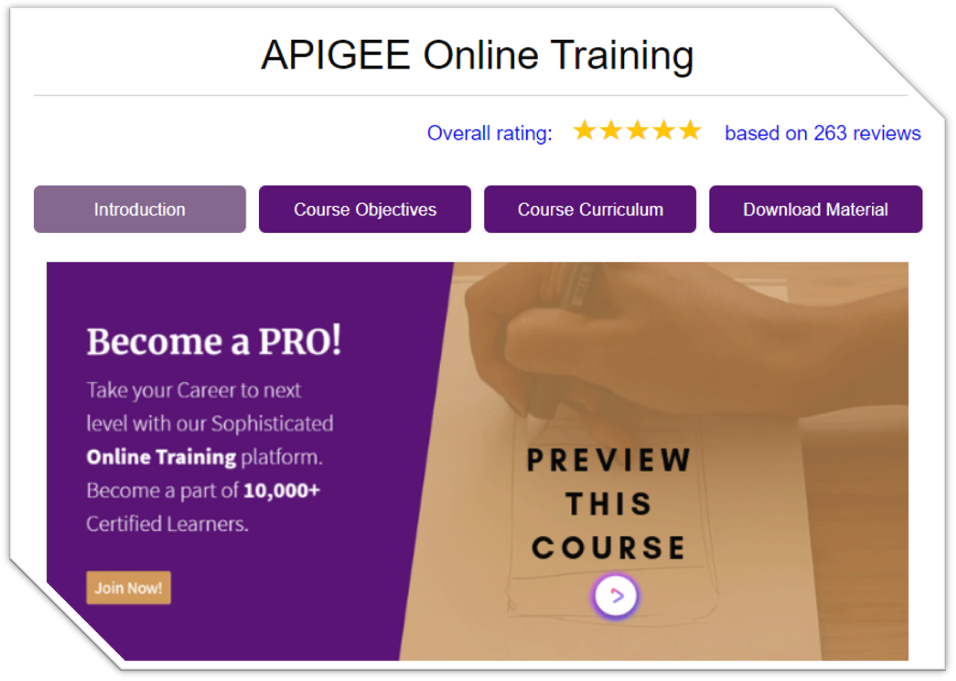 APIGEE Online Training
Overall rating: ★★★★★ based on 263 reviews
Introduction
Course Objectives
Course Curriculum
Download Material
Become a PRO!
Take your Career to next
level with our Sophisticated
Online Training platform.
Become a part of 10,000+
Certified Learners.
Join Now!
PREVIEW
THIS
COURSE